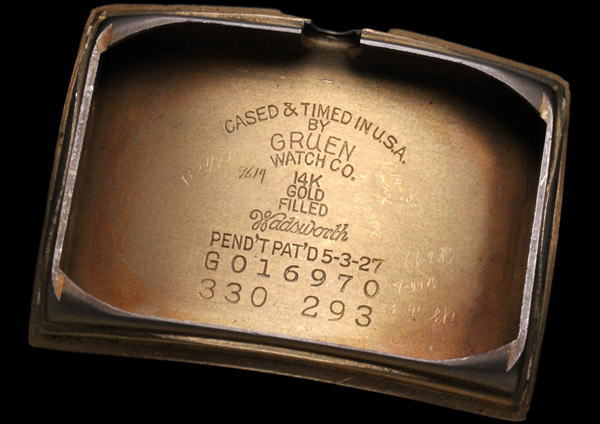 CASED & TIMED IN U.S.A.
BY
GRUEN
WATCH CO.
9614
14K
GOLD
FILLED
Wadsworth
PEND'T PAT'D 5-3-27
G016970
330 293